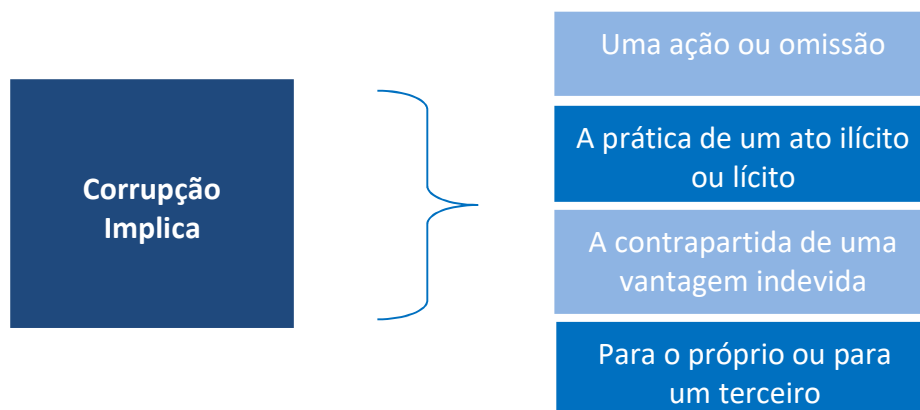 Corrupção
Implica
Uma ação ou omissão
A prática de um ato ilícito
ou lícito
A contrapartida de uma
vantagem indevida
Para o próprio ou para
um terceiro